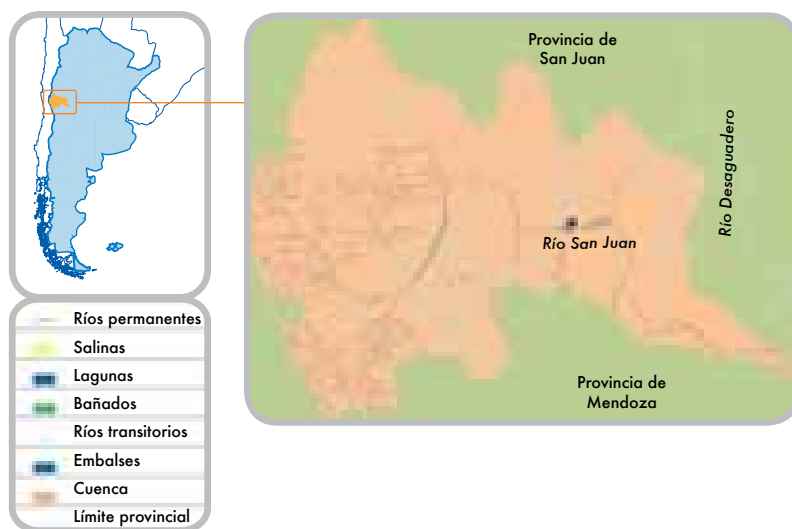 Provincia de
San Juan
Río Desaguadero
Río San Juan
Provincia de
Mendoza
Ríos permanentes
Salinas
Lagunas
Bañados
Ríos transitorios
Embalses
Cuenca
Límite provincial